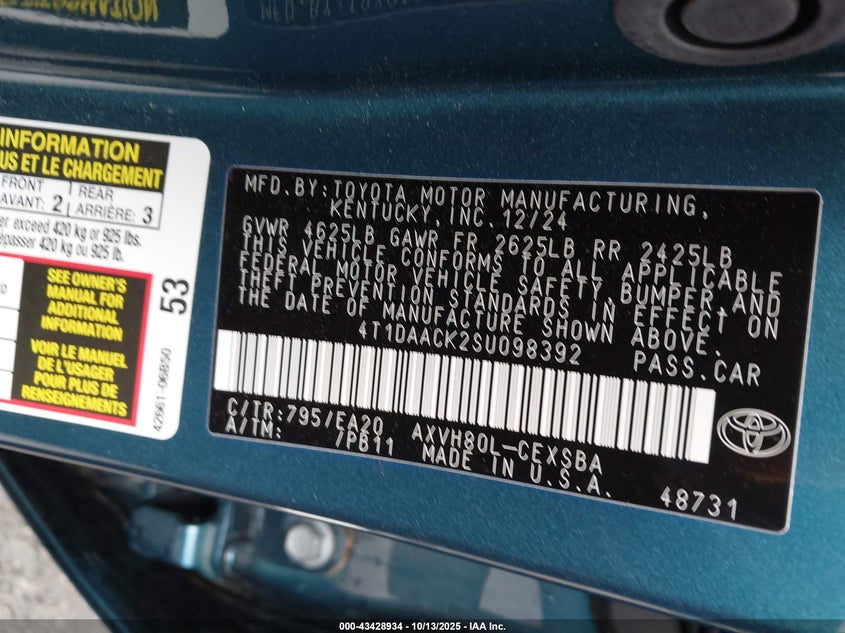 INFORMATION
US ET LE CHARGEMENT
FRONT
AVANT: 2
REAR
ARRIÈRE: 3
er exceed 420 kg or 925 lbs.
épasser 420 kg ou 925 lb.
SEE OWNER'S
MANUAL FOR
ADDITIONAL
INFORMATION
VOIR LE MANUEL
DE L'USAGER
POUR PLUS DE
RENSEIGNEMENTS
53
42961-06B50
MFD.BY:TOYOTA MOTOR MANUFACTURING,
KENTUCKY,INC.12/24
GVWR 4625LB GAWR FR 2625LB RR 2425LB
THIS VEHICLE CONFORMS TO ALL APPLICABLE
FEDERAL MOTOR VEHICLE SAFETY,BUMPER,AND
THEFT PREVENTION STANDARDS IN EFFECT ON
THE DATE OF MANUFACTURE SHOWN ABOVE.
4T1DAACK2SU098392
PASS.CAR
C/TR:795/EA20 AXVH80L-CEXSBA
A/TM: /PB11 MADE IN U.S.A.
48731
000-43428934 - 10/13/2025 - IAA Inc.